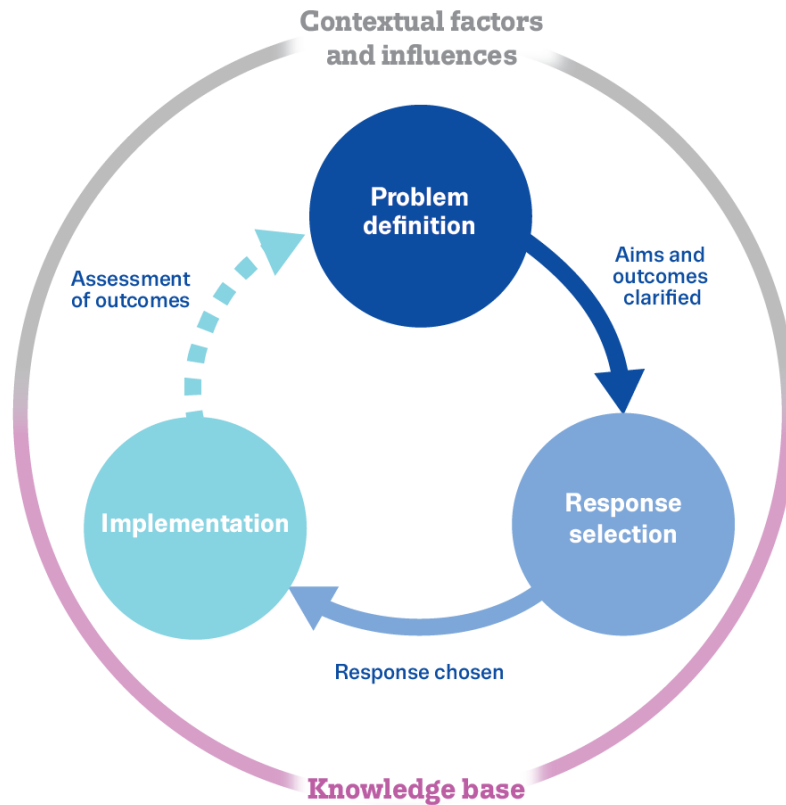 Contextual factors
and influences
Problem
definition
Aims and
outcomes
clarified
Assessment
of outcomes
Response
selection
Implementation
Response chosen
Knowledge base